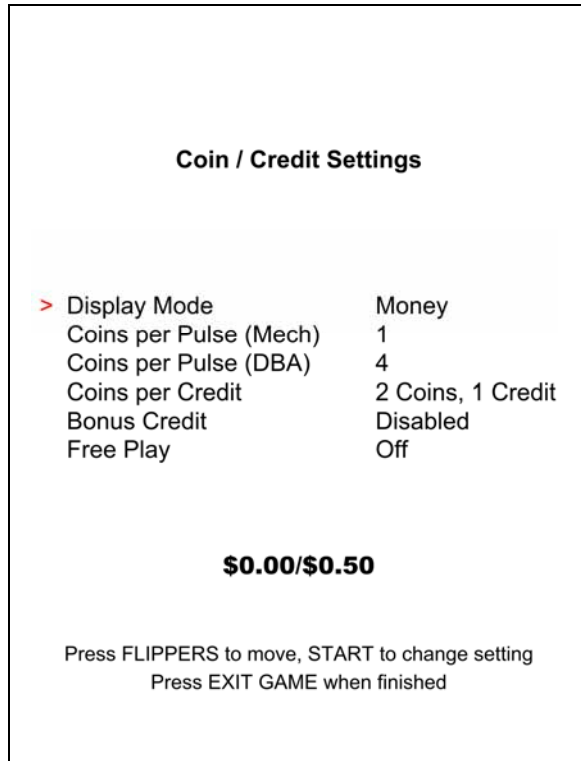 Coin / Credit Settings
> Display Mode Money
Coins per Pulse (Mech) 1
Coins per Pulse (DBA) 4
Coins per Credit 2 Coins, 1 Credit
Bonus Credit Disabled
Free Play Off
$0.00/$0.50
Press FLIPPERS to move, START to change setting
Press EXIT GAME when finished